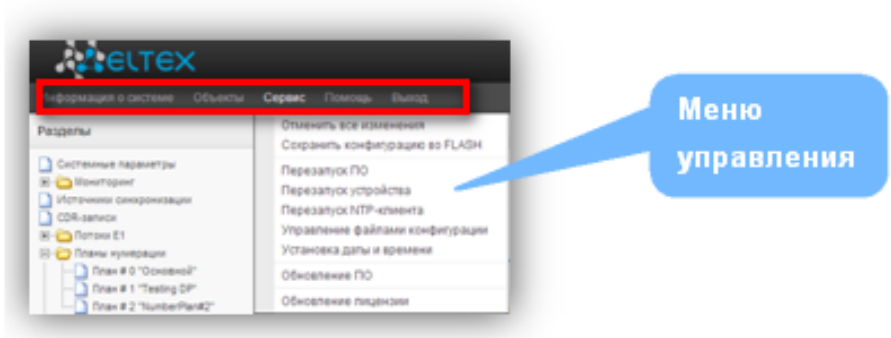 ELTEX
Информация о системе Объекты Сервис Помощь Выход
Разделы
Системные параметры
Мониторинг
Источники синхронизации
CDR-записи
Потоки E1
Планы нумерации
План # 0 "Основной"
План # 1 "Testing DP"
План # 2 "NumberPlan#2"
Отменить все изменения
Сохранить конфигурацию во FLASH
Перезапуск ПО
Перезапуск устройства
Перезапуск NTP-клиента
Управление файлами конфигурации
Установка даты и времени
Обновление ПО
Обновление лицензии
Меню
управления